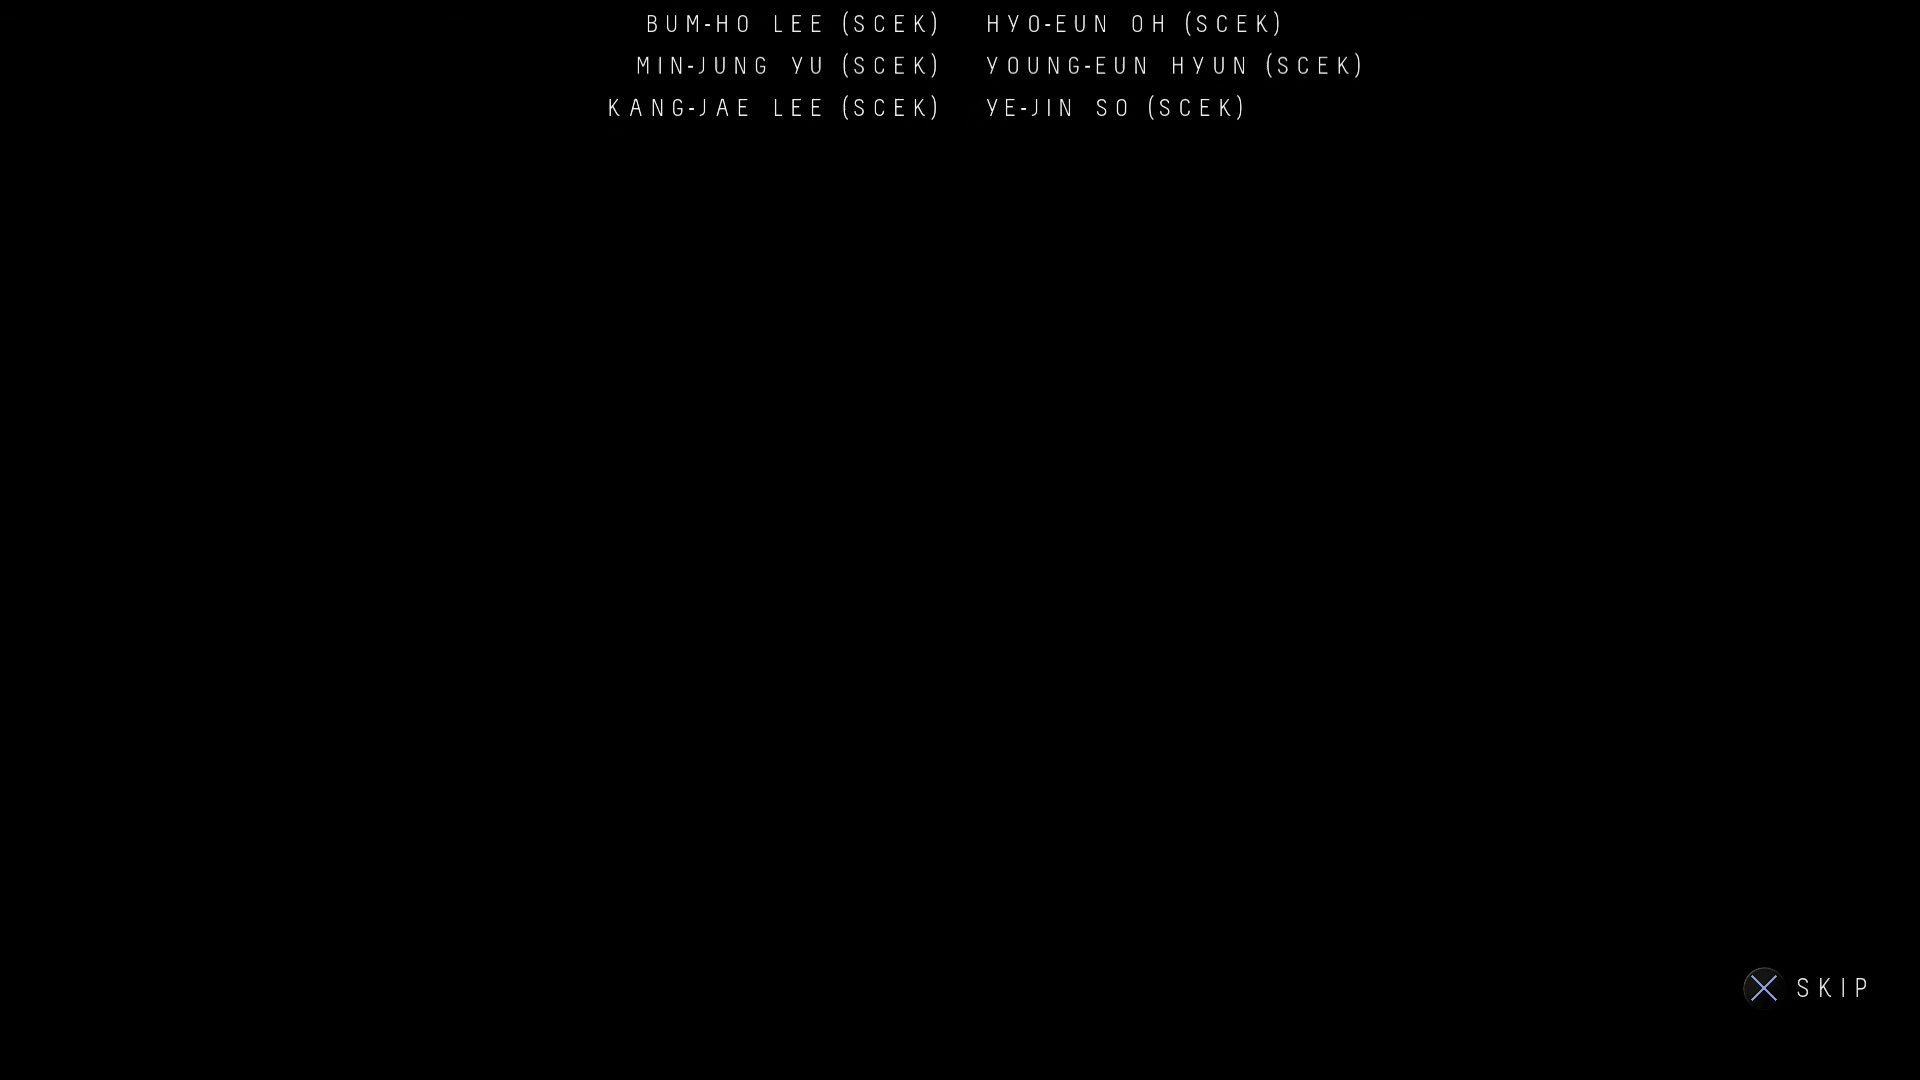 BUM-HO LEE (SCEK) HYO-EUN OH (SCEK)
MIN-JUNG YU (SCEK) YOUNG-EUN HYUN (SCEK)
KANG-JAE LEE (SCEK) YE-JIN SO (SCEK)
SKIP